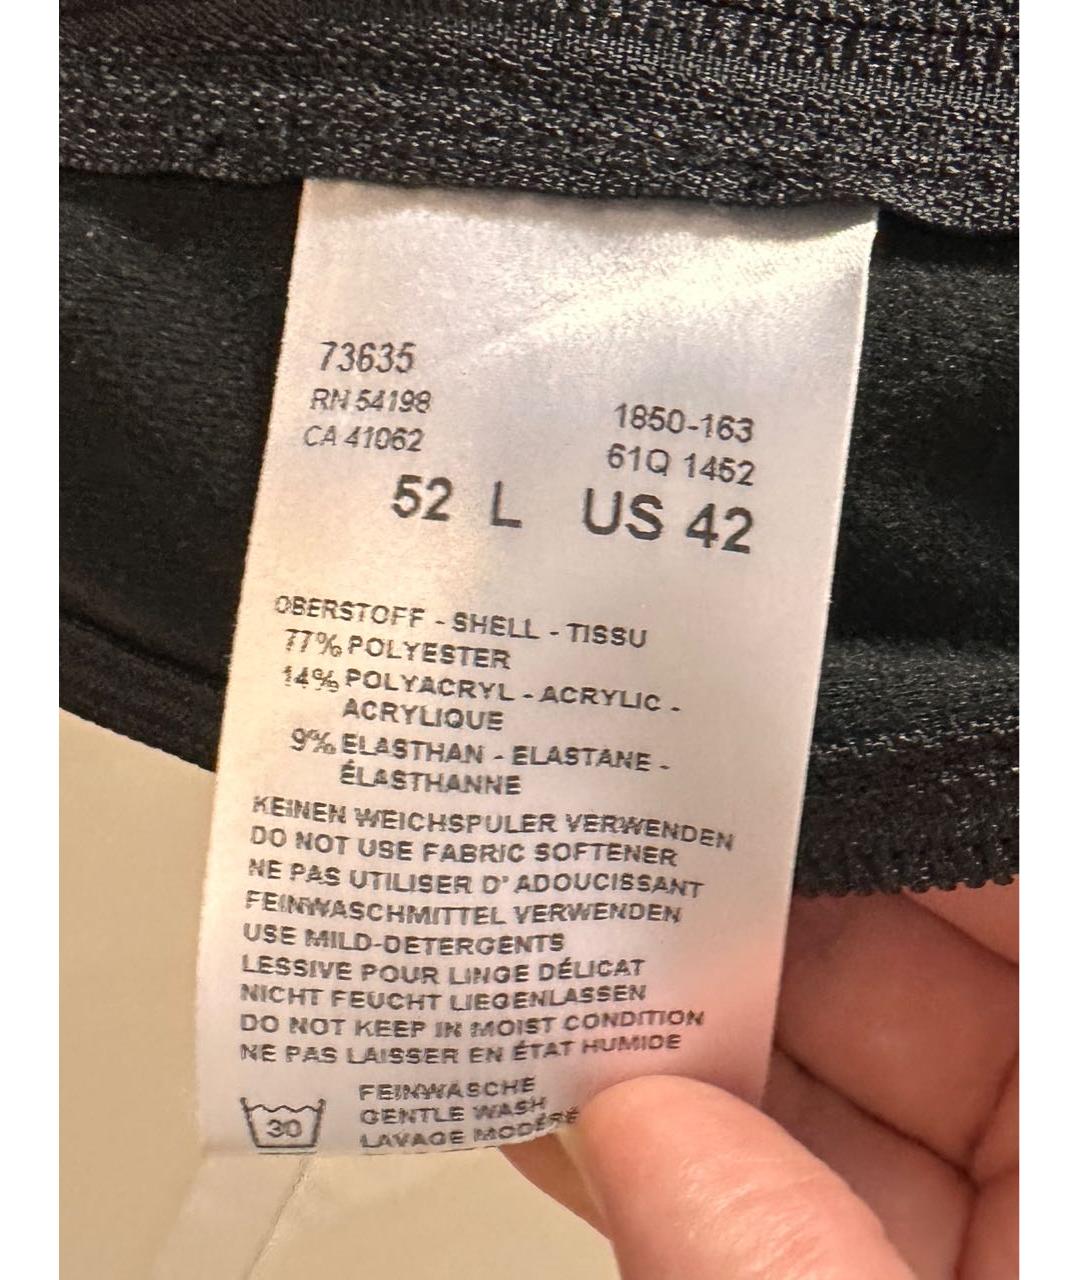 73635
RN 54198
CA 41062
1850-163
61Q 1452
52 L US 42
OBERSTOFF - SHELL - TISSU
77% POLYESTER
14% POLYACRYL - ACRYLIC -
ACRYLIQUE
9% ELASTHAN - ELASTANE -
ÉLASTHANNE
KEINEN WEICHSPULER VERWENDEN
DO NOT USE FABRIC SOFTENER
NE PAS UTILISER D' ADOUCISSANT
FEINWASCHMITTEL VERWENDEN
USE MILD-DETERGENTS
LESSIVE POUR LINGE DÉLICAT
NICHT FEUCHT LIEGENLASSEN
DO NOT KEEP IN MOIST CONDITION
NE PAS LAISSER EN ÉTAT HUMIDE
30
FEINWASCHE
GENTLE WASH
LAVAGE MODÉRÉ